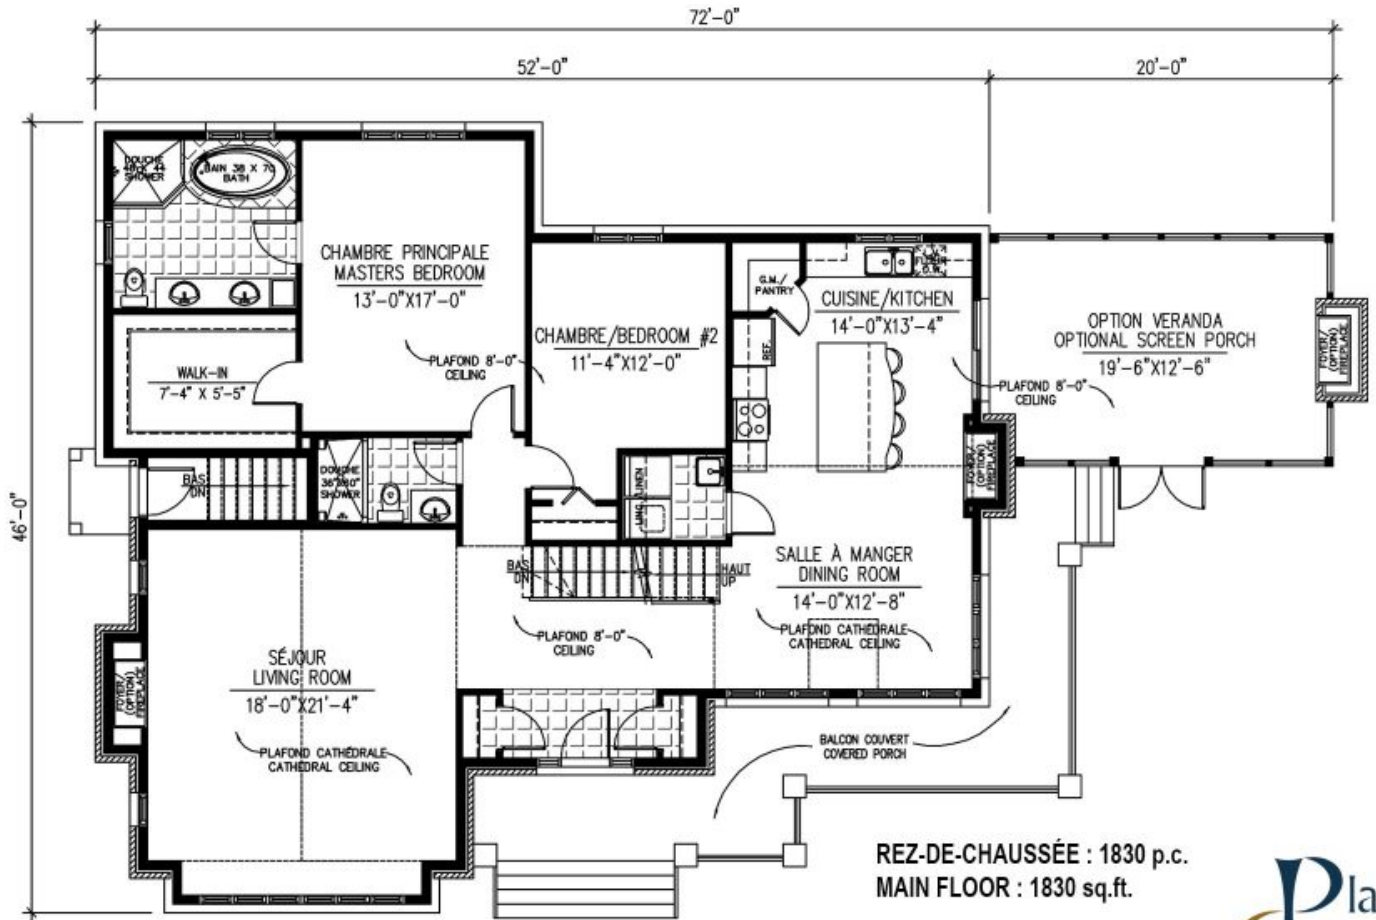 72'-0"
52'-0"
20'-0"
46'-0"
DOUCHE
SHOWER
BAIN 38 X 70
BATH
CHAMBRE PRINCIPALE
MASTERS BEDROOM
13'-0"X17'-0"
PLAFOND 8'-0"
CEILING
WALK-IN
7'-4" X 5'-5"
CHAMBRE/BEDROOM #2
11'-4"X12'-0"
G.M./
PANTRY
REF.
CUISINE/KITCHEN
14'-0"X13'-4"
OPTION VERANDA
OPTIONAL SCREEN PORCH
19'-6"X12'-6"
FOYER/
(OPTION)
FIREPLACE
PLAFOND 8'-0"
CEILING
FOYER/
(OPTION)
FIREPLACE
BAS
DN
DOUCHE
36"X60"
SHOWER
LING./LINEN
BAS
DN
HAUT
UP
SALLE À MANGER
DINING ROOM
14'-0"X12'-8"
PLAFOND CATHÉDRALE
CATHEDRAL CEILING
PLAFOND 8'-0"
CEILING
SÉJOUR
LIVING ROOM
18'-0"X21'-4"
FOYER/
(OPTION)
FIREPLACE
PLAFOND CATHÉDRALE
CATHEDRAL CEILING
BALCON COUVERT
COVERED PORCH
REZ-DE-CHAUSSÉE : 1830 p.c.
MAIN FLOOR : 1830 sq.ft.
Pla